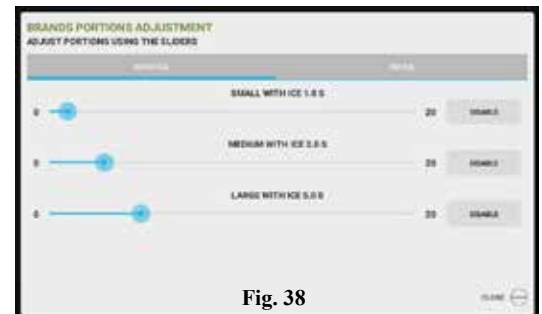 BRANDS PORTIONS ADJUSTMENT
ADJUST PORTIONS USING THE SLIDERS
SMALL WITH ICE 1.0 S
0 20 DISABLE
MEDIUM WITH ICE 3.0 S
0 20 DISABLE
LARGE WITH ICE 5.0 S
0 20 DISABLE
CLOSE
Fig. 38